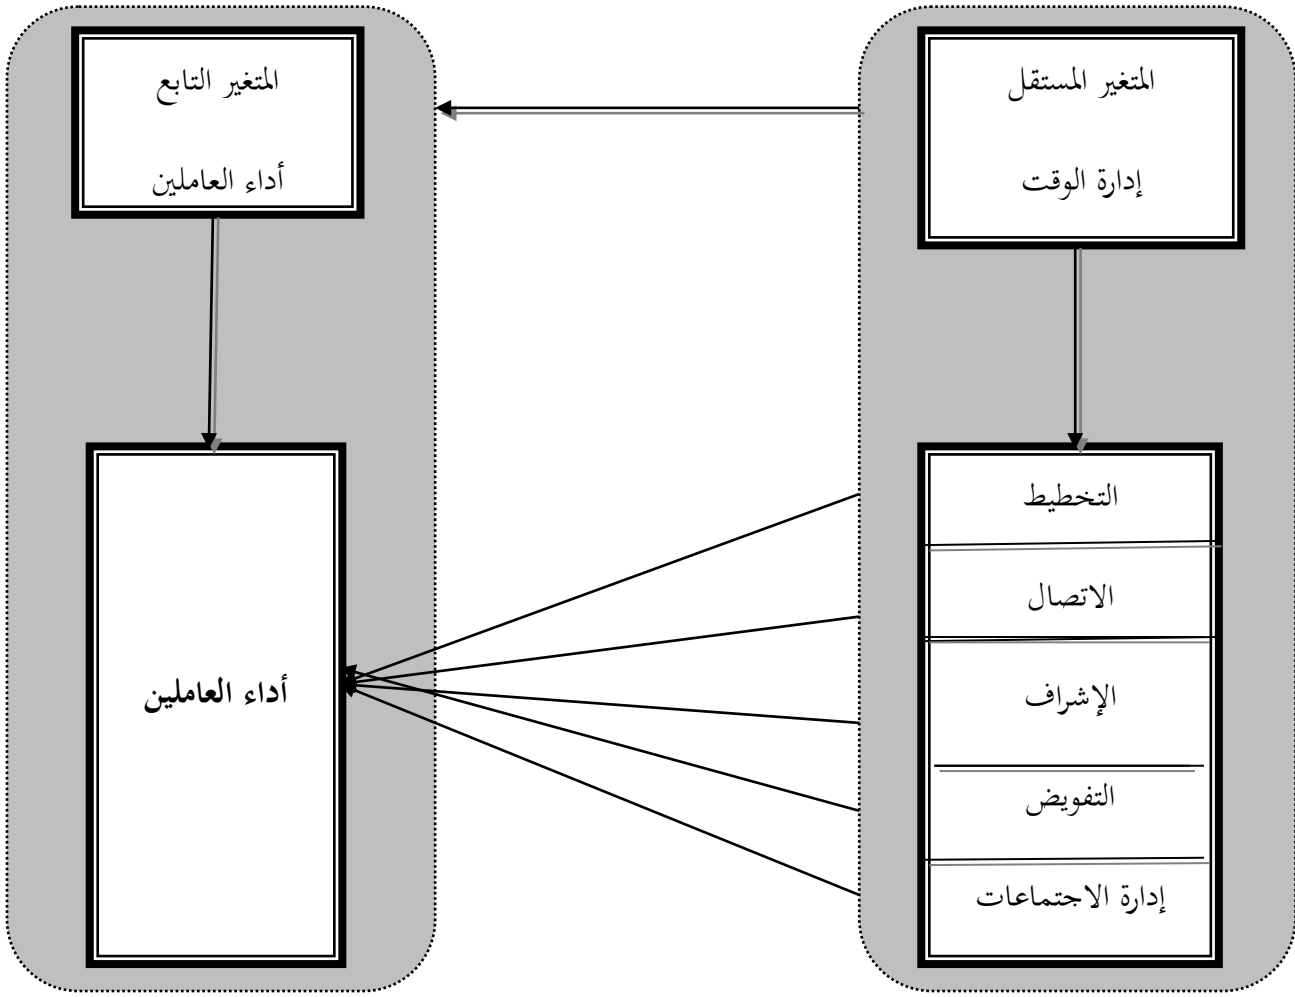 المتغير المستقل
إدارة الوقت
المتغير التابع
أداء العاملين
التخطيط
الاتصال
الإشراف
التفويض
إدارة الاجتماعات
أداء العاملين